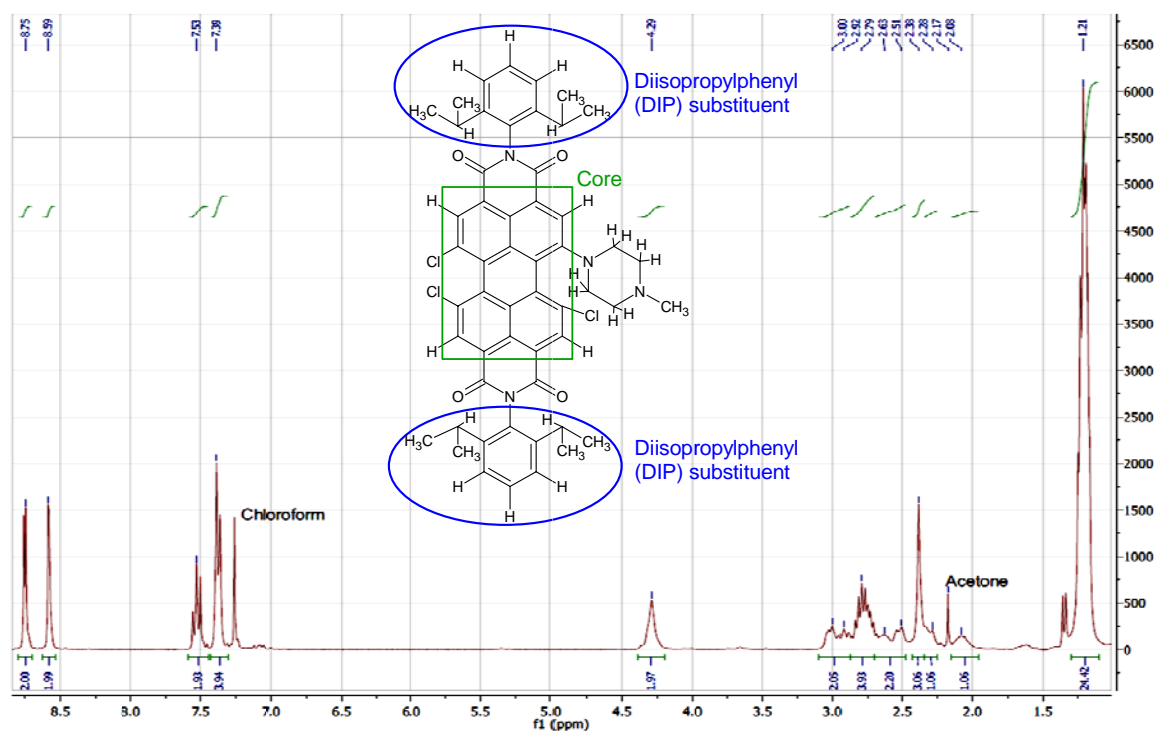 8.75 8.59 7.53 7.39 4.29 3.00 2.92 2.79 2.63 2.51 2.38 2.28 2.17 2.08 1.21
6500
6000
5500
5000
4500
4000
3500
3000
2500
2000
1500
1000
500
0
H
H H
CH3 CH3
H3C CH3
H H
Diisopropylphenyl
(DIP) substituent
N
O O
Core
H H
H H
H
Cl N H
H
H N
Cl CH3
Cl H H
H H
O N O
H H
H3C CH3
CH3 CH3
H H
H
Diisopropylphenyl
(DIP) substituent
Chloroform
Acetone
2.00 1.99 1.93 3.94 1.97 2.05 3.93 2.20 3.06 1.06 1.06 24.42
8.5 8.0 7.5 7.0 6.5 6.0 5.5 5.0 4.5 4.0 3.5 3.0 2.5 2.0 1.5
f1 (ppm)